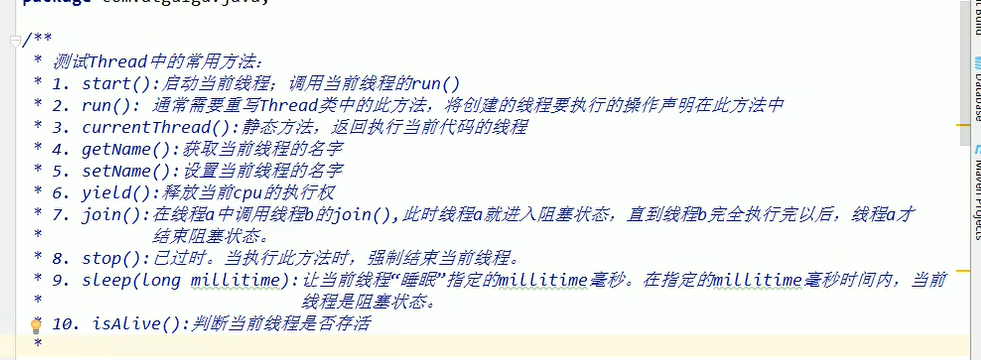 /**
* 测试Thread中的常用方法：
* 1. start():启动当前线程；调用当前线程的run()
* 2. run(): 通常需要重写Thread类中的此方法，将创建的线程要执行的操作声明在此方法中
* 3. currentThread():静态方法，返回执行当前代码的线程
* 4. getName():获取当前线程的名字
* 5. setName():设置当前线程的名字
* 6. yield():释放当前cpu的执行权
* 7. join():在线程a中调用线程b的join(),此时线程a就进入阻塞状态，直到线程b完全执行完以后，线程a才
* 结束阻塞状态。
* 8. stop():已过时。当执行此方法时，强制结束当前线程。
* 9. sleep(long millitime):让当前线程“睡眠”指定的millitime毫秒。在指定的millitime毫秒时间内，当前
* 线程是阻塞状态。
* 10. isAlive():判断当前线程是否存活
*
Database
Maven Projects